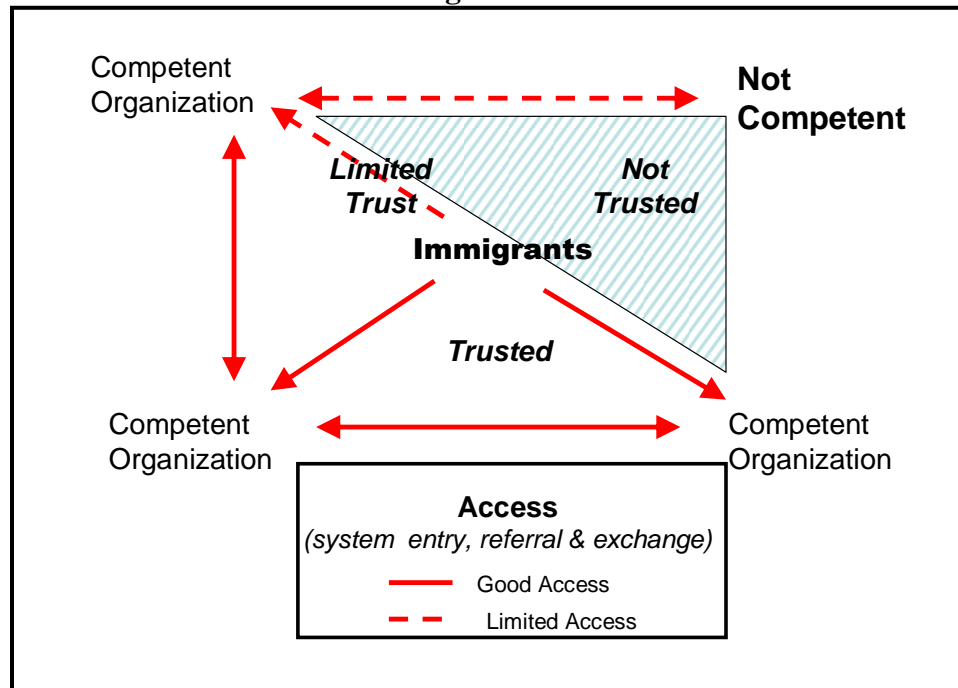 Competent
Organization
Not
Competent
Limited
Trust
Not
Trusted
Immigrants
Trusted
Competent
Organization
Competent
Organization
Access
(system entry, referral & exchange)
Good Access
Limited Access